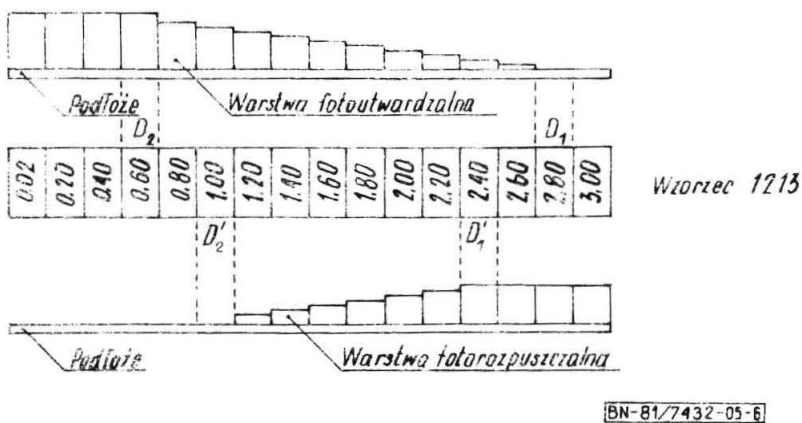 Podłoże
Warstwa fotoutwardzalna
D₂
D₁
0.02 0.20 0.40 0.60 0.80 1.00 1.20 1.40 1.60 1.80 2.00 2.20 2.40 2.60 2.80 3.00
Wzorzec 1213
D'₂
D'₁
Podłoże
Warstwa fotorozpuszczalna
BN-81/7432-05-6